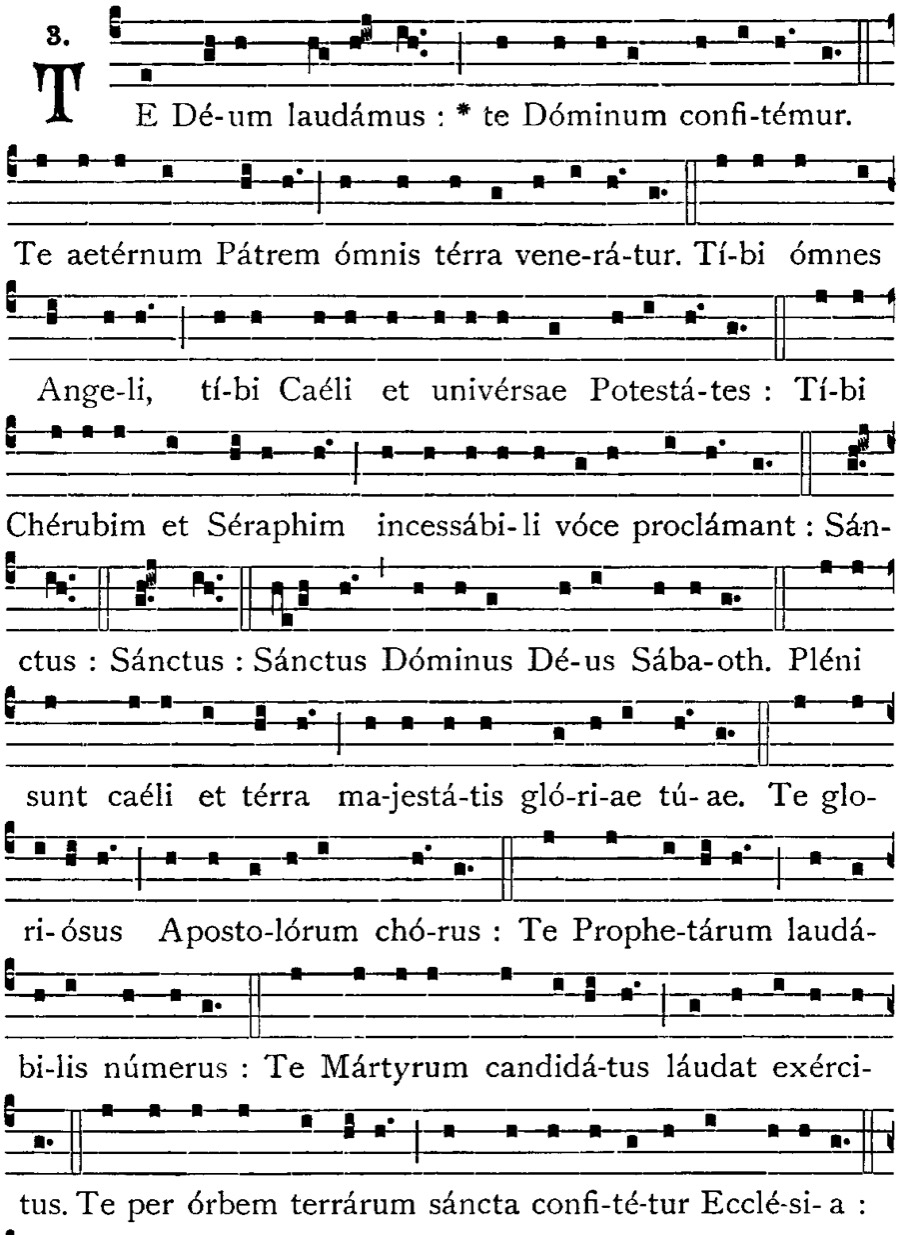 3.
TE Dé-um laudámus : * te Dóminum confi-témur.
Te aetérnum Pátrem ómnis térra vene-rá-tur. Tí-bi ómnes
Ange-li, tí-bi Caéli et univérsae Potestá-tes : Tí-bi
Chérubim et Séraphim incessábi-li vóce proclámant : Sán-
ctus : Sánctus : Sánctus Dóminus Dé-us Sába-oth. Pléni
sunt caéli et térra ma-jestá-tis gló-ri-ae tú-ae. Te glo-
ri-ósus Aposto-lórum chó-rus : Te Prophe-tárum laudá-
bi-lis númerus : Te Mártyrum candidá-tus láudat exérci-
tus. Te per órbem terrárum sáncta confi-té-tur Ecclé-si-a :